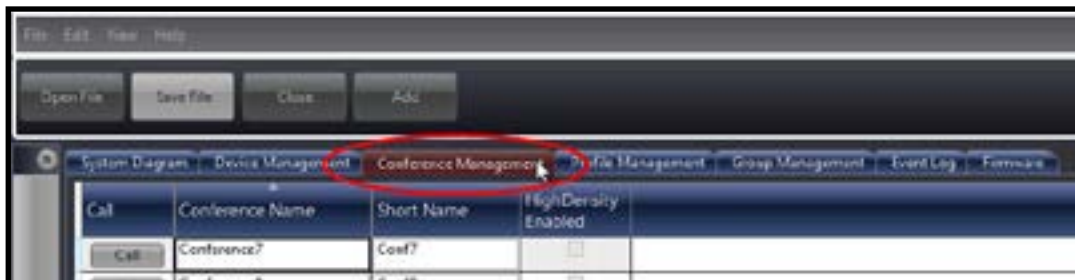 File Edit View Help
Open File Save File Close Add
System Diagram Device Management Conference Management Profile Management Group Management Event Log Firmware
Call Conference Name Short Name HighDensity Enabled
Call Conference7 Conf7